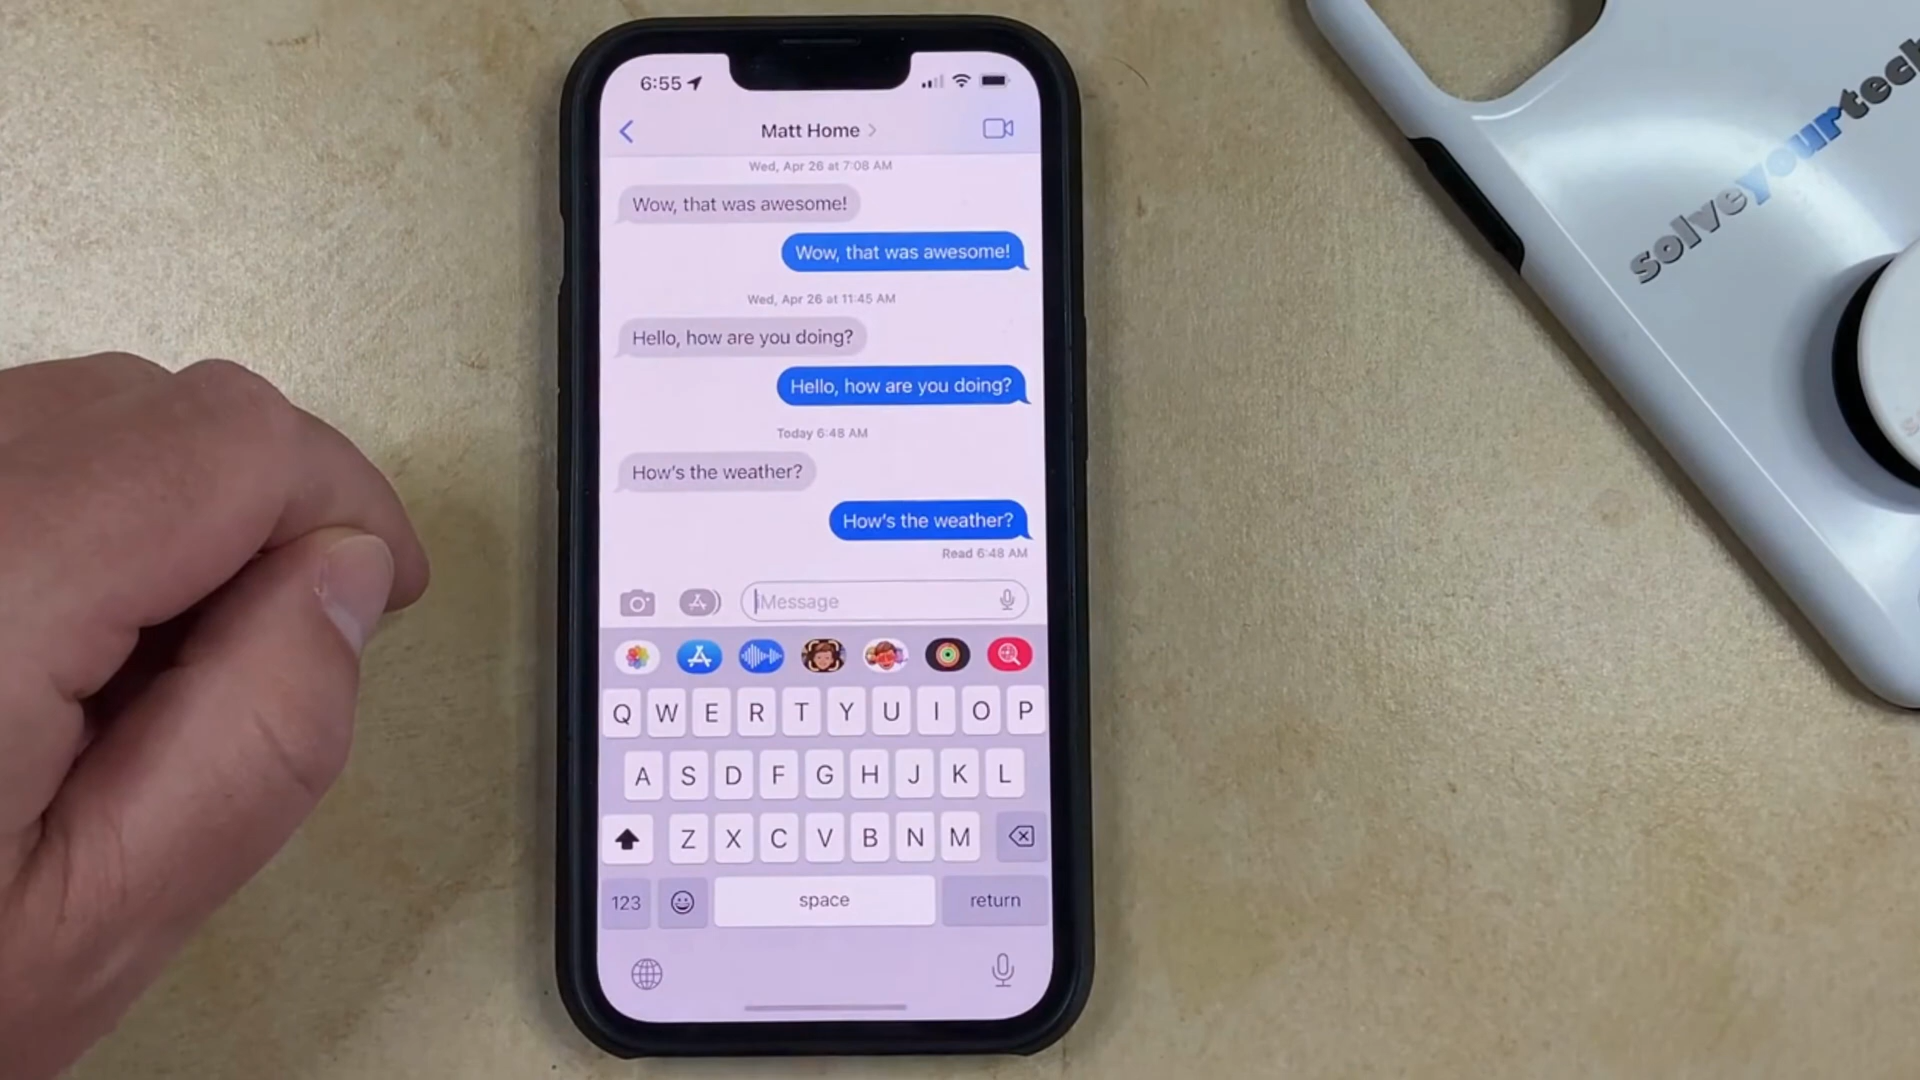 6:55
Matt Home
Wed, Apr 26 at 7:08 AM
Wow, that was awesome!
Wow, that was awesome!
Wed, Apr 26 at 11:45 AM
Hello, how are you doing?
Hello, how are you doing?
Today 6:48 AM
How's the weather?
How's the weather?
Read 6:48 AM
iMessage
Q W E R T Y U I O P
A S D F G H J K L
Z X C V B N M
123 space return
solveyourtech